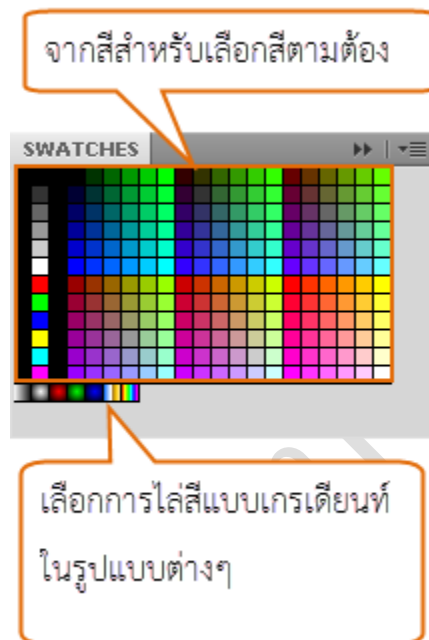 จากสีสำหรับเลือกสีตามต้อง
SWATCHES
เลือกการไล่สีแบบเกรเดียนท์
ในรูปแบบต่างๆ